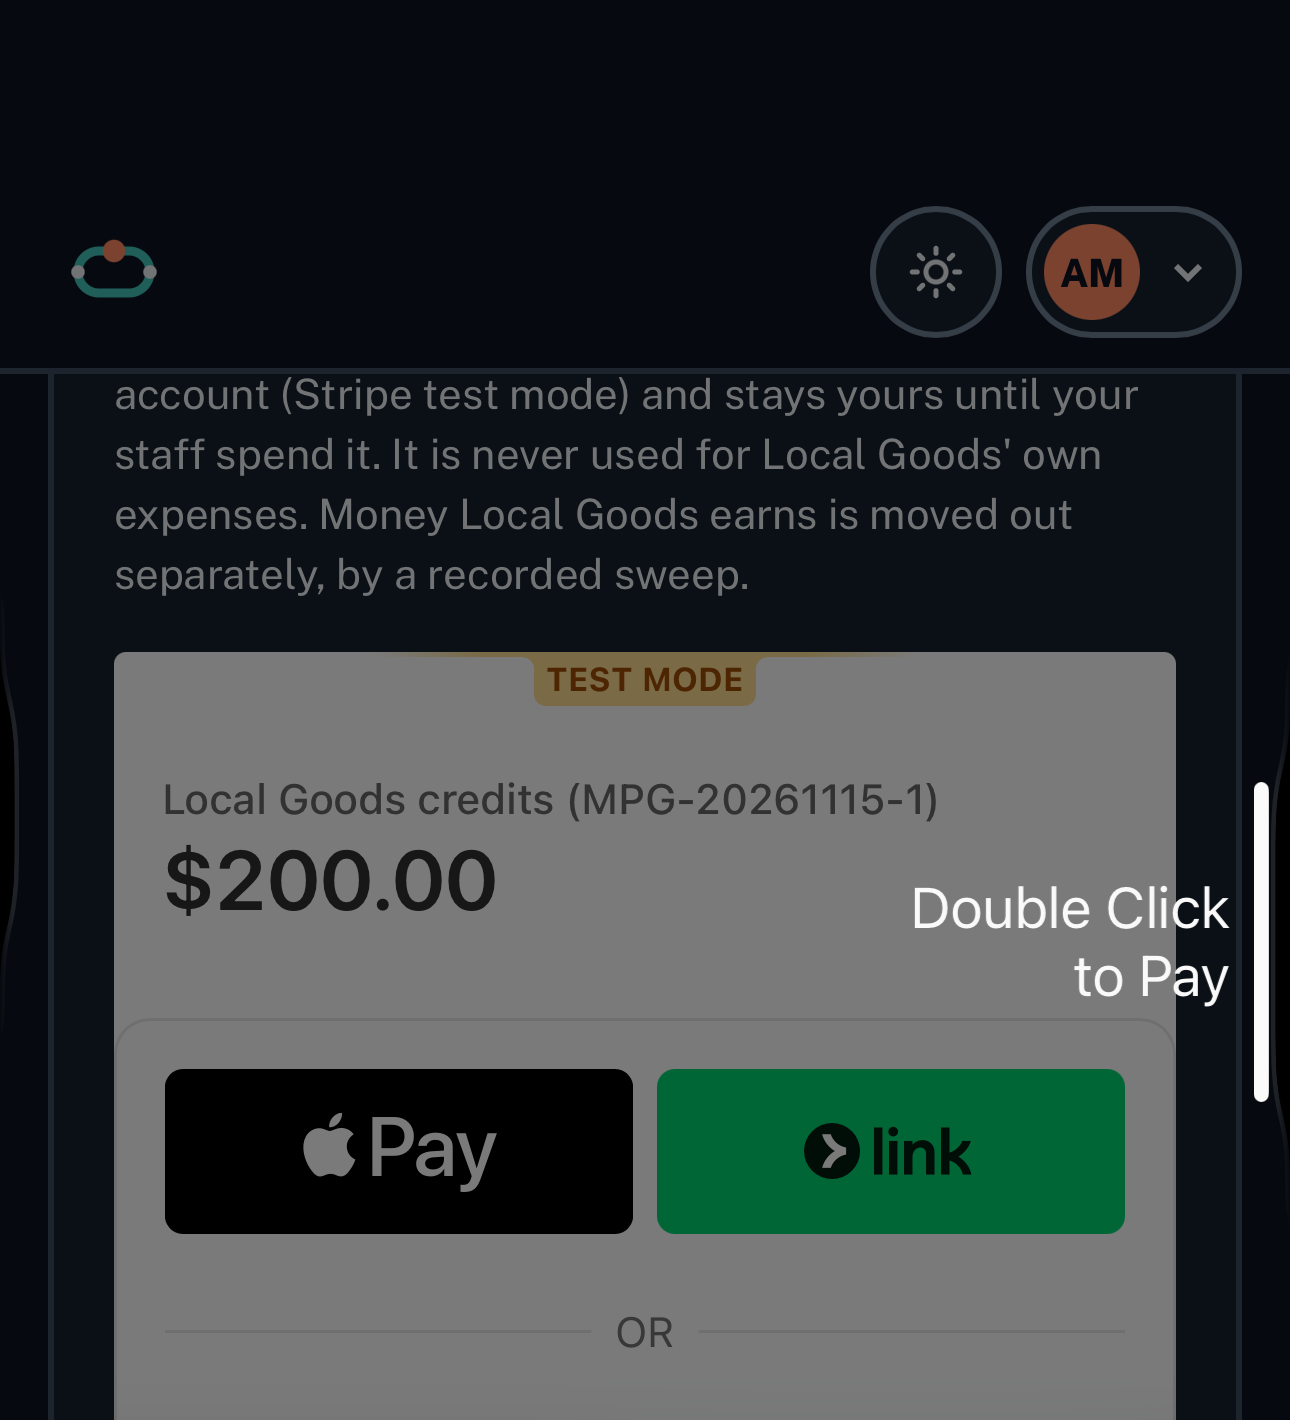 AM
account (Stripe test mode) and stays yours until your
staff spend it. It is never used for Local Goods' own
expenses. Money Local Goods earns is moved out
separately, by a recorded sweep.
TEST MODE
Local Goods credits (MPG-20261115-1)
$200.00
Double Click
to Pay
Pay
link
OR